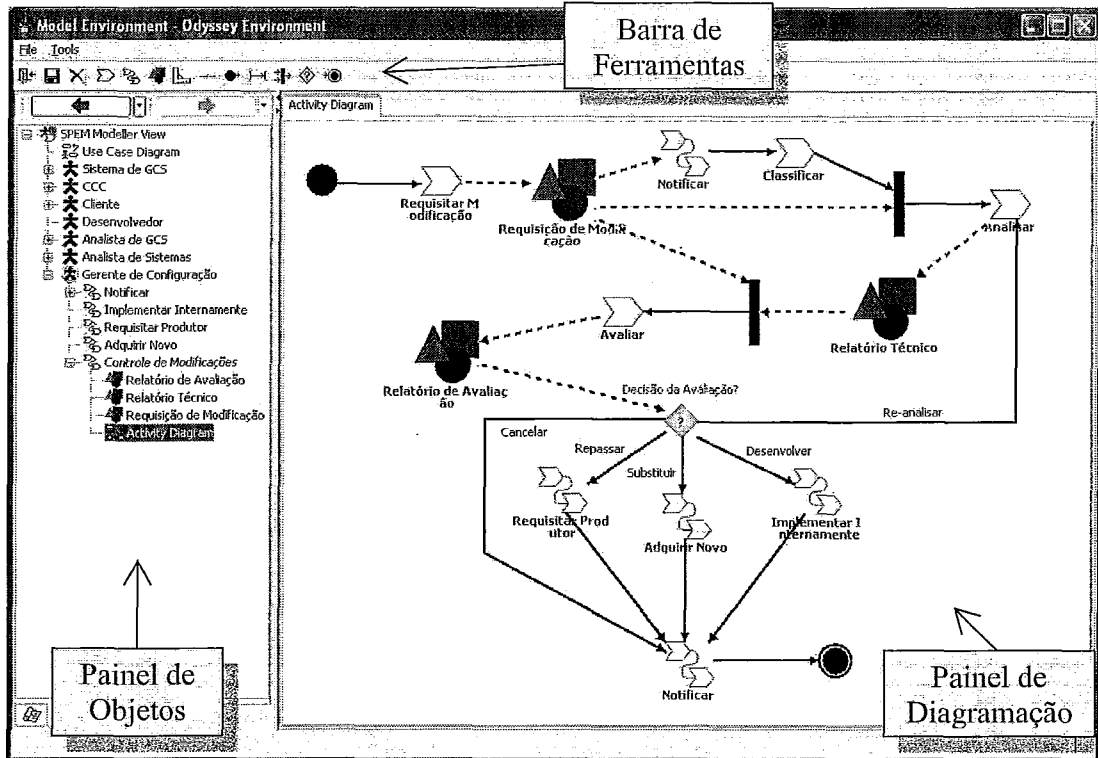 Model Environment - Odyssey Environment
Barra de
Ferramentas
File Tools
Activity Diagram
SPEM Modeller View
Use Case Diagram
Sistema de GCS
CCC
Cliente
Desenvolvedor
Analista de GCS
Analista de Sistemas
Gerente de Configuração
Notificar
Implementar Internamente
Requisitar Produtor
Adquirir Novo
Controle de Modificações
Relatório de Avaliação
Relatório Técnico
Requisição de Modificação
Activity Diagram
Requisitar M
odificação
Requisição de Modifi
cação
Notificar
Classificar
Analisar
Avaliar
Relatório Técnico
Relatório de Avaliaç
ão
Decisão da Avaliação?
?
Cancelar
Re-analisar
Repassar
Substituir
Desenvolver
Requisitar Prod
utor
Adquirir Novo
Implementar I
nternamente
Notificar
Painel de
Objetos
Painel de
Diagramação